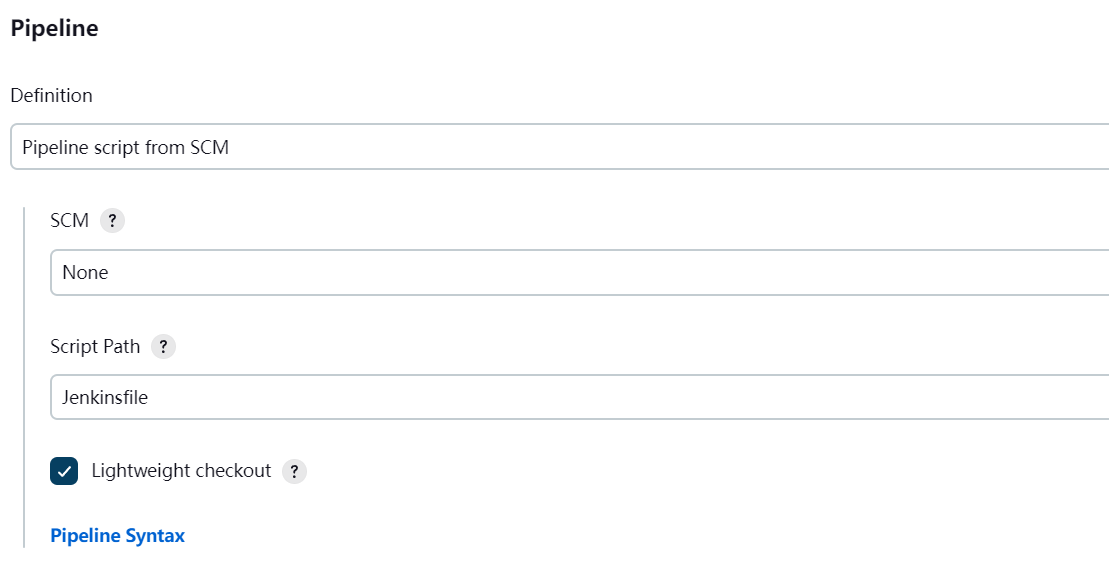 Pipeline
Definition
Pipeline script from SCM
SCM ?
None
Script Path ?
Jenkinsfile
Lightweight checkout ?
Pipeline Syntax